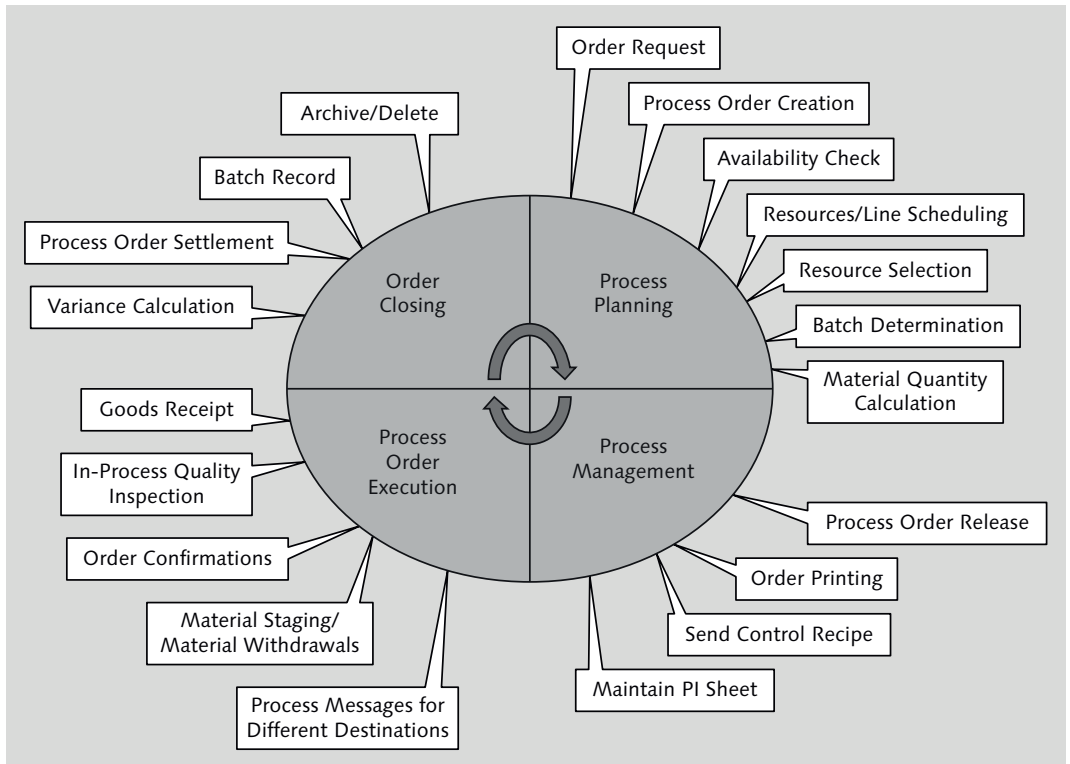 Order Request
Process Order Creation
Availability Check
Resources/Line Scheduling
Resource Selection
Batch Determination
Material Quantity
Calculation
Process Order Release
Order Printing
Send Control Recipe
Maintain PI Sheet
Process Messages for
Different Destinations
Material Staging/
Material Withdrawals
Order Confirmations
In-Process Quality
Inspection
Goods Receipt
Variance Calculation
Process Order Settlement
Batch Record
Archive/Delete
Order
Closing
Process
Planning
Process
Order
Execution
Process
Management